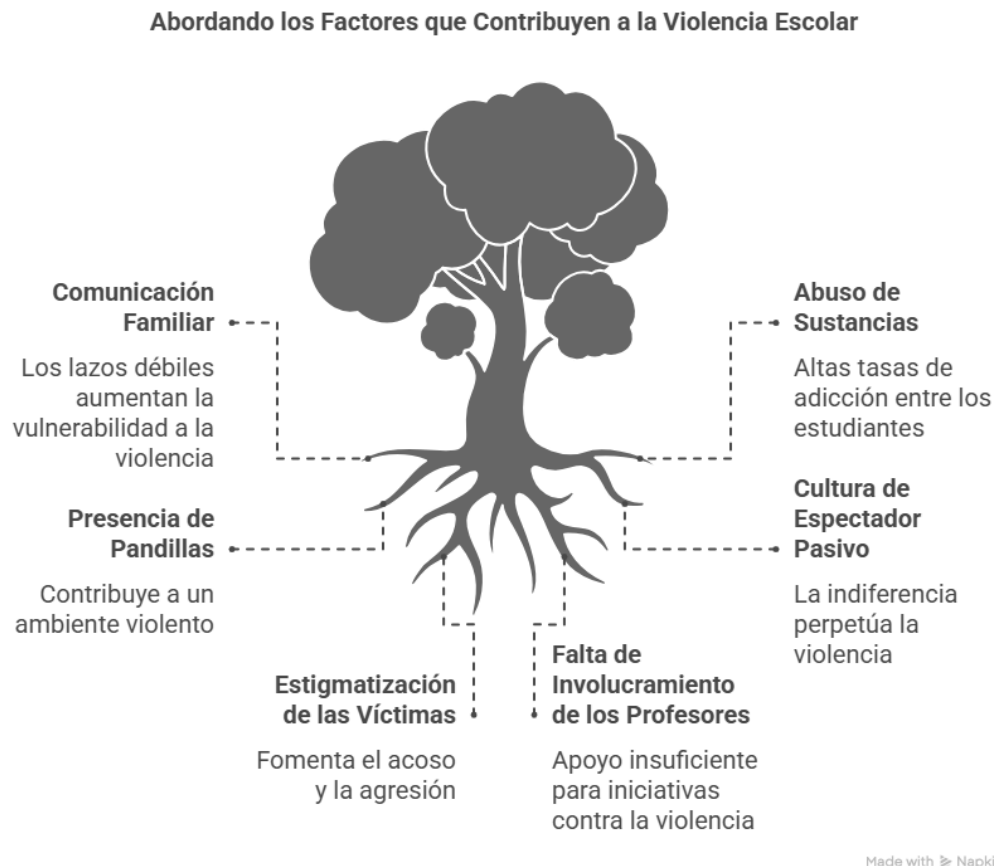 Abordando los Factores que Contribuyen a la Violencia Escolar
Comunicación
Familiar
Los lazos débiles
aumentan la
vulnerabilidad a la
violencia
Presencia de
Pandillas
Contribuye a un
ambiente violento
Estigmatización
de las Víctimas
Fomenta el acoso
y la agresión
Falta de
Involucramiento
de los Profesores
Apoyo insuficiente
para iniciativas
contra la violencia
Abuso de
Sustancias
Altas tasas de
adicción entre los
estudiantes
Cultura de
Espectador
Pasivo
La indiferencia
perpetúa la
violencia
Made with Napki